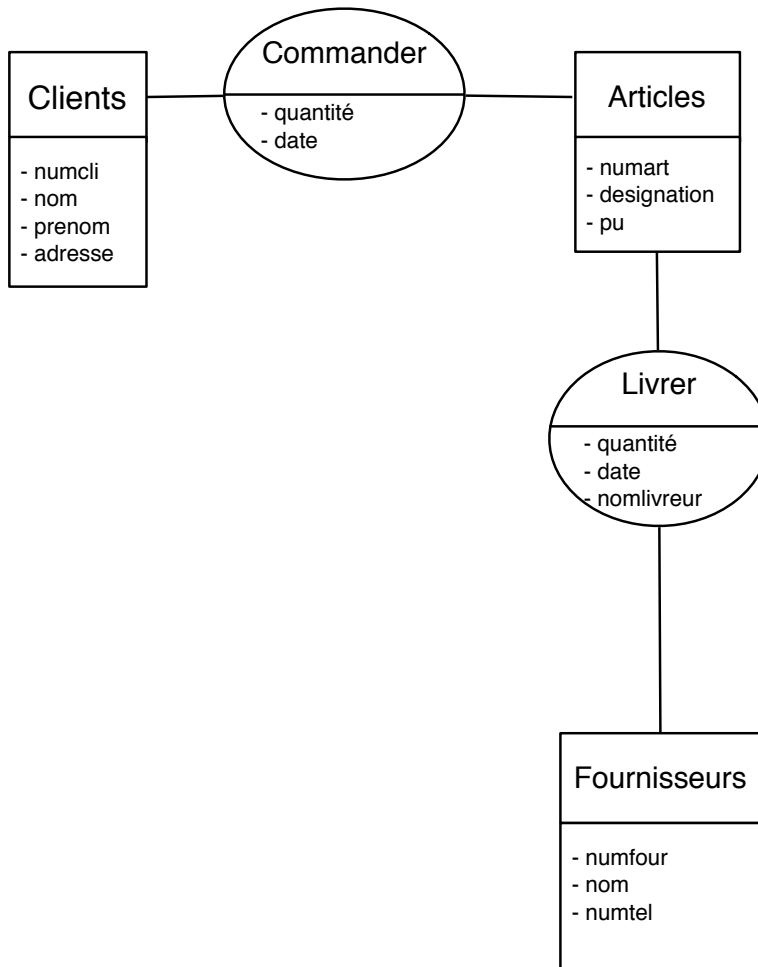 Commander
- quantité
- date
Clients
- numcli
- nom
- prenom
- adresse
Articles
- numart
- designation
- pu
Livrer
- quantité
- date
- nomlivreur
Fournisseurs
- numfour
- nom
- numtel